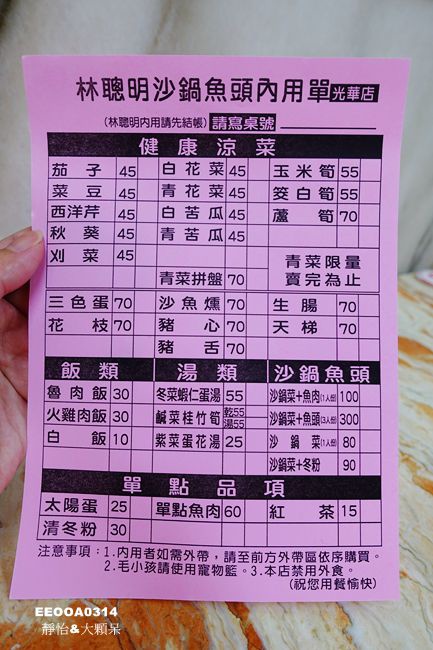 林聰明沙鍋魚頭內用單光華店
(林聰明內用請先結帳) 請寫桌號
健康涼菜
茄子 45 白花菜 45 玉米筍 55
菜豆 45 青花菜 45 筊白筍 55
西洋芹 45 白苦瓜 45 蘆筍 70
秋葵 45 青苦瓜 45
刈菜 45 青菜限量
青菜拼盤 70 賣完為止
三色蛋 70 沙魚燻 70 生腸 70
花枝 70 豬心 70 天梯 70
豬舌 70
飯類 湯類 沙鍋魚頭
魯肉飯 30 冬菜蝦仁蛋湯 55 沙鍋菜+魚肉(1人份) 100
火雞肉飯 30 鹹菜桂竹筍 乾55 湯55 沙鍋菜+魚頭(3人份) 300
白飯 10 紫菜蛋花湯 25 沙鍋菜(1人份) 80
沙鍋菜+冬粉 90
單點品項
太陽蛋 25 單點魚肉 60 紅茶 15
清冬粉 30
注意事項：1.內用者如需外帶，請至前方外帶區依序購買。
2.毛小孩請使用寵物籃。3.本店禁用外食。
(祝您用餐愉快)
EEOOA0314
靜怡&大顆呆